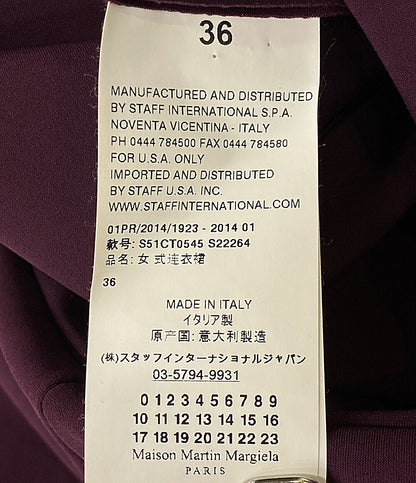 36
MANUFACTURED AND DISTRIBUTED
BY STAFF INTERNATIONAL S.P.A.
NOVENTA VICENTINA - ITALY
PH 0444 784500 FAX 0444 784580
FOR U.S.A. ONLY
IMPORTED AND DISTRIBUTED
BY STAFF U.S.A. INC.
WWW.STAFFINTERNATIONAL.COM
01PR/2014/1923 - 2014 01
款号: S51CT0545 S22264
品名: 女 式连衣裙
36
MADE IN ITALY
イタリア製
原产国: 意大利製造
(株)スタッフインターナショナルジャパン
03-5794-9931
0 1 2 3 4 5 6 7 8 9
10 11 12 13 14 15 16
17 18 19 20 21 22 23
Maison Martin Margiela
PARIS